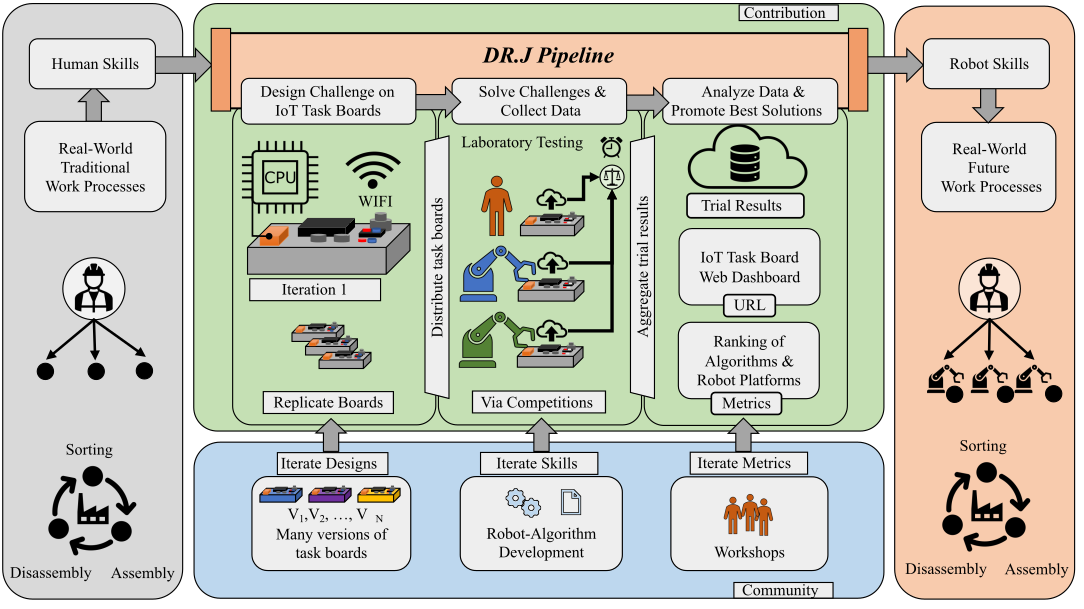 Human Skills
Real-World
Traditional
Work Processes
Sorting
Disassembly
Assembly
Contribution
DR.J Pipeline
Design Challenge on
IoT Task Boards
CPU
WIFI
Iteration 1
Replicate Boards
Distribute task boards
Solve Challenges &
Collect Data
Laboratory Testing
Via Competitions
Aggregate trial results
Analyze Data &
Promote Best Solutions
Trial Results
IoT Task Board
Web Dashboard
URL
Ranking of
Algorithms &
Robot Platforms
Metrics
Iterate Designs
V1,V2, …, V N
Many versions of
task boards
Iterate Skills
Robot-Algorithm
Development
Iterate Metrics
Workshops
Community
Robot Skills
Real-World
Future
Work Processes
Sorting
Disassembly
Assembly